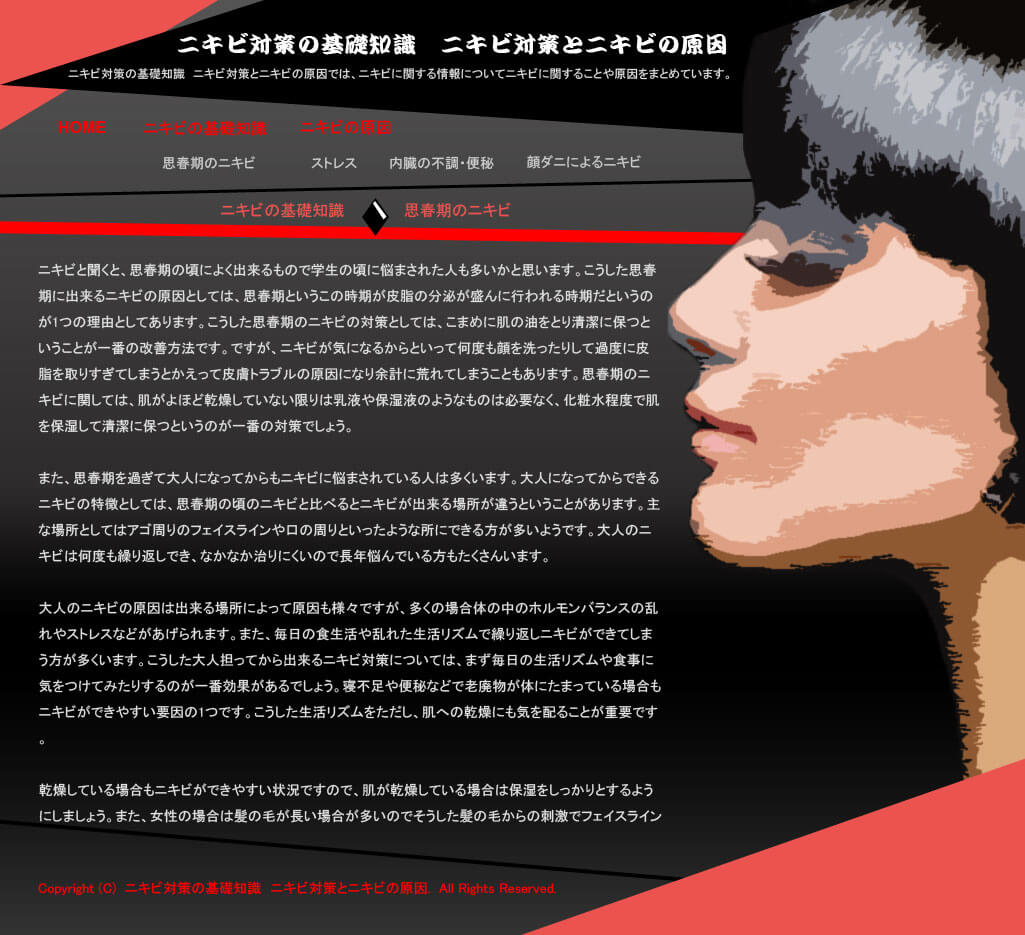 ニキビ対策の基礎知識　ニキビ対策とニキビの原因
ニキビ対策の基礎知識　ニキビ対策とニキビの原因では、ニキビに関する情報についてニキビに関することや原因をまとめています。
HOME　ニキビの基礎知識　ニキビの原因
思春期のニキビ　ストレス　内臓の不調・便秘　顔ダニによるニキビ
ニキビの基礎知識　思春期のニキビ
ニキビと聞くと、思春期の頃によく出来るもので学生の頃に悩まされた人も多いかと思います。こうした思春
期に出来るニキビの原因としては、思春期というこの時期が皮脂の分泌が盛んに行われる時期だというの
が1つの理由としてあります。こうした思春期のニキビの対策としては、こまめに肌の油をとり清潔に保つと
いうことが一番の改善方法です。ですが、ニキビが気になるからといって何度も顔を洗ったりして過度に皮
脂を取りすぎてしまうとかえって皮膚トラブルの原因になり余計に荒れてしまうこともあります。思春期のニ
キビに関しては、肌がよほど乾燥していない限りは乳液や保湿液のようなものは必要なく、化粧水程度で肌
を保湿して清潔に保つというのが一番の対策でしょう。
また、思春期を過ぎて大人になってからもニキビに悩まされている人は多くいます。大人になってからできる
ニキビの特徴としては、思春期の頃のニキビと比べるとニキビが出来る場所が違うということがあります。主
な場所としてはアゴ周りのフェイスラインや口の周りといったような所にできる方が多いようです。大人のニ
キビは何度も繰り返しでき、なかなか治りにくいので長年悩んでいる方もたくさんいます。
大人のニキビの原因は出来る場所によって原因も様々ですが、多くの場合体の中のホルモンバランスの乱
れやストレスなどがあげられます。また、毎日の食生活や乱れた生活リズムで繰り返しニキビができてしま
う方が多くいます。こうした大人担ってから出来るニキビ対策については、まず毎日の生活リズムや食事に
気をつけてみたりするのが一番効果があるでしょう。寝不足や便秘などで老廃物が体にたまっている場合も
ニキビができやすい要因の1つです。こうした生活リズムをただし、肌への乾燥にも気を配ることが重要です
。
乾燥している場合もニキビができやすい状況ですので、肌が乾燥している場合は保湿をしっかりとするよう
にしましょう。また、女性の場合は髪の毛が長い場合が多いのでそうした髪の毛からの刺激でフェイスライン
Copyright (C)　ニキビ対策の基礎知識　ニキビ対策とニキビの原因.　All Rights Reserved.